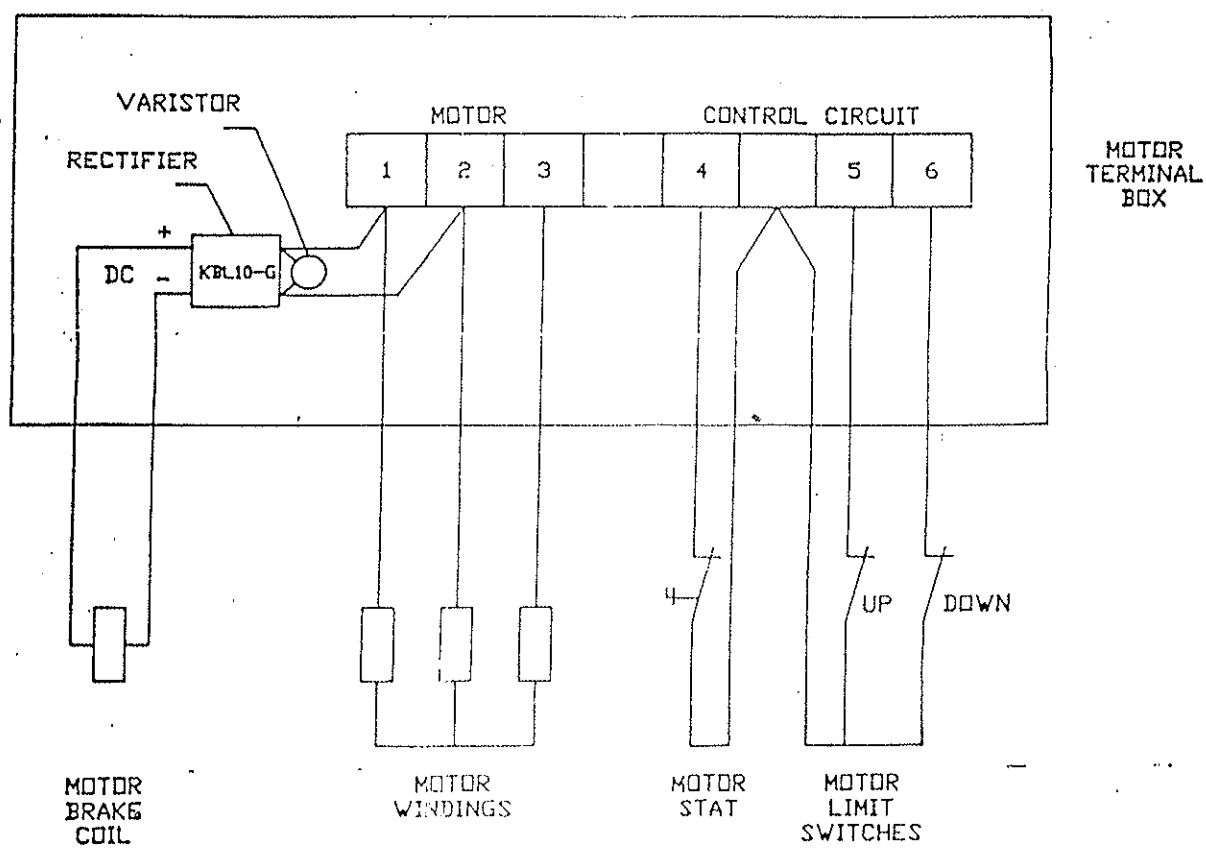 VARISTOR
RECTIFIER
MOTOR
CONTROL CIRCUIT
1 2 3 4 5 6
MOTOR
TERMINAL
BOX
+
DC
-
KBL10-G
UP
DOWN
MOTOR
BRAKE
COIL
MOTOR
WINDINGS
MOTOR
STAT
MOTOR
LIMIT
SWITCHES